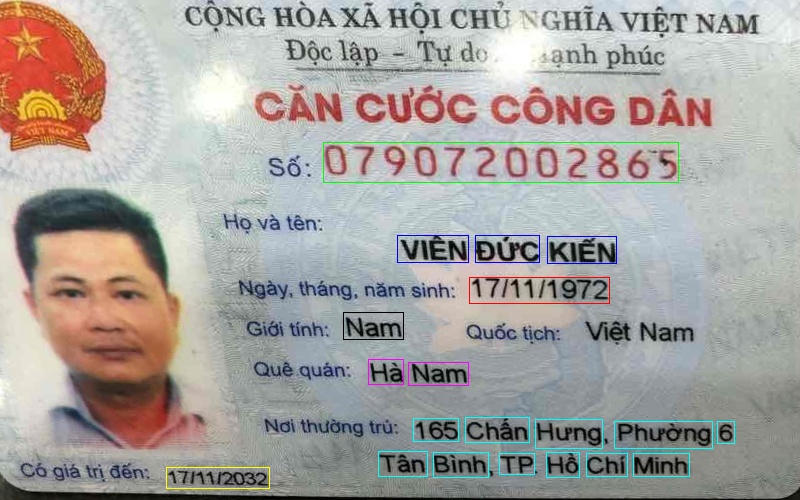 CỘNG HÒA XÃ HỘI CHỦ NGHĨA VIỆT NAM
Độc lập - Tự do hạnh phúc
CĂN CƯỚC CÔNG DÂN
Số: 079072002865
Họ và tên:
VIÊN ĐỨC KIẾN
Ngày, tháng, năm sinh: 17/11/1972
Giới tính: Nam Quốc tịch: Việt Nam
Quê quán: Hà Nam
Nơi thường trú: 165 Chấn Hưng, Phường 6
Tân Bình, TP. Hồ Chí Minh
Có giá trị đến: 17/11/2032
VIỆT NAM